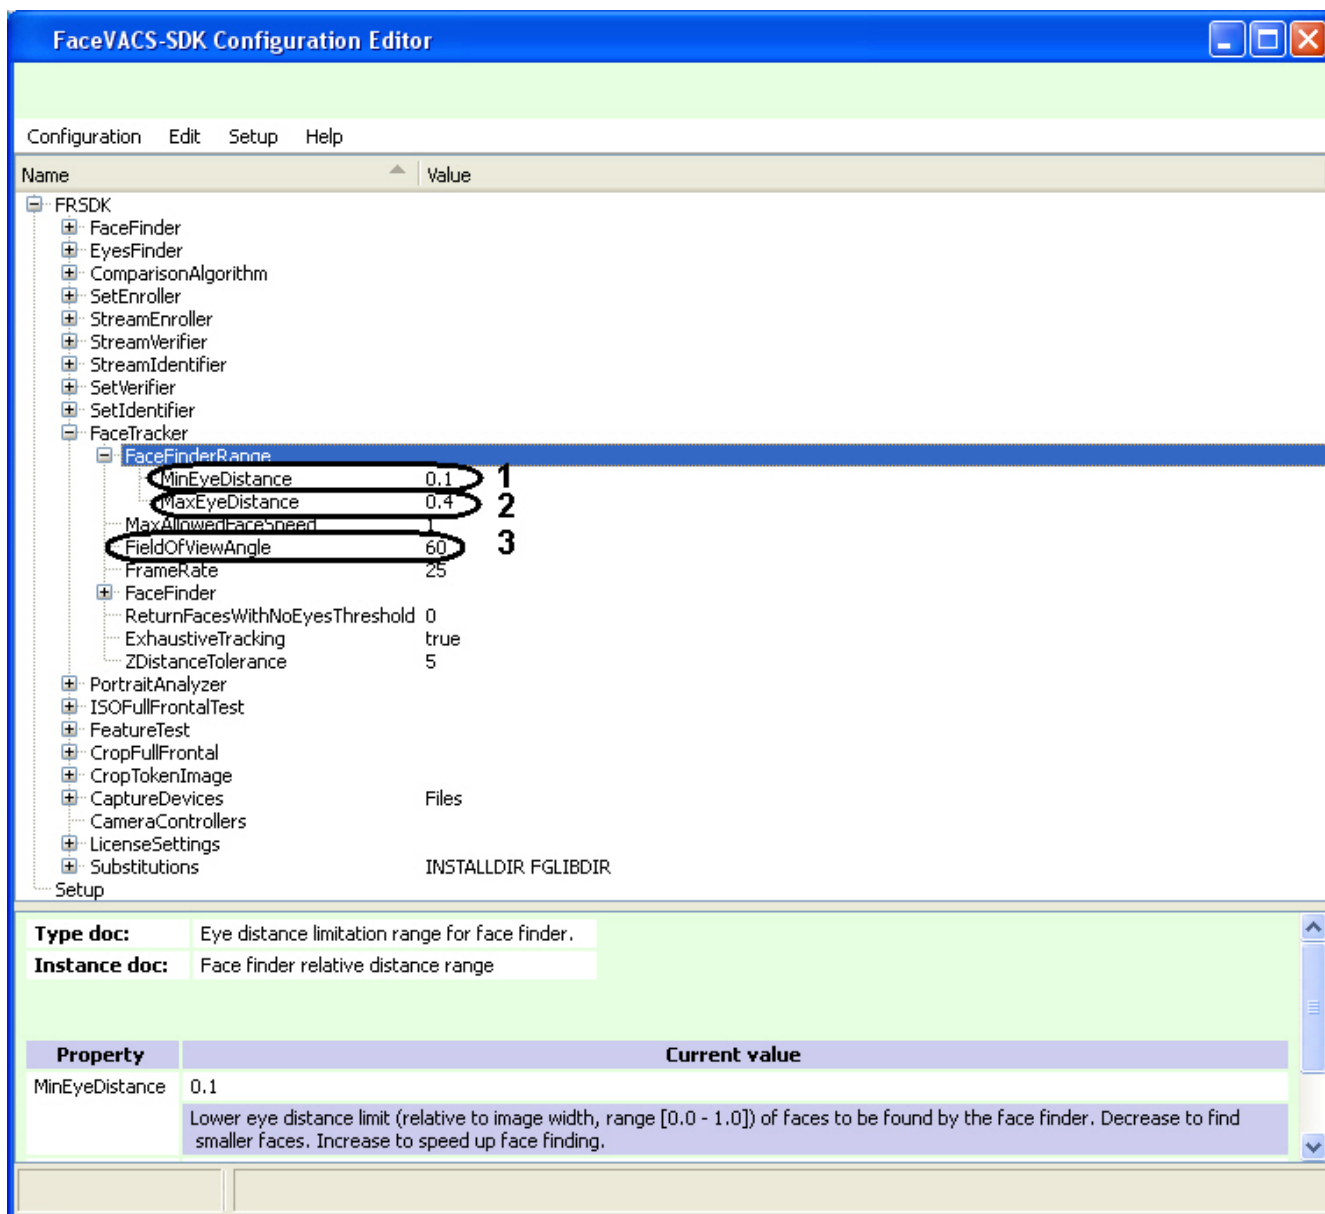 FaceVACS-SDK Configuration Editor
Configuration Edit Setup Help
Name Value
FRSDK
FaceFinder
EyesFinder
ComparisonAlgorithm
SetEnroller
StreamEnroller
StreamVerifier
StreamIdentifier
SetVerifier
SetIdentifier
FaceTracker
FaceFinderRange
MinEyeDistance 0.1 1
MaxEyeDistance 0.4 2
MaxAllowedFaceSpeed 1
FieldOfViewAngle 60 3
FrameRate 25
FaceFinder
ReturnFacesWithNoEyesThreshold 0
ExhaustiveTracking true
ZDistanceTolerance 5
PortraitAnalyzer
ISOFullFrontalTest
FeatureTest
CropFullFrontal
CropTokenImage
CaptureDevices Files
CameraControllers
LicenseSettings
Substitutions INSTALLDIR FGLIBDIR
Setup
Type doc: Eye distance limitation range for face finder.
Instance doc: Face finder relative distance range
Property Current value
MinEyeDistance 0.1
Lower eye distance limit (relative to image width, range [0.0 - 1.0]) of faces to be found by the face finder. Decrease to find
smaller faces. Increase to speed up face finding.